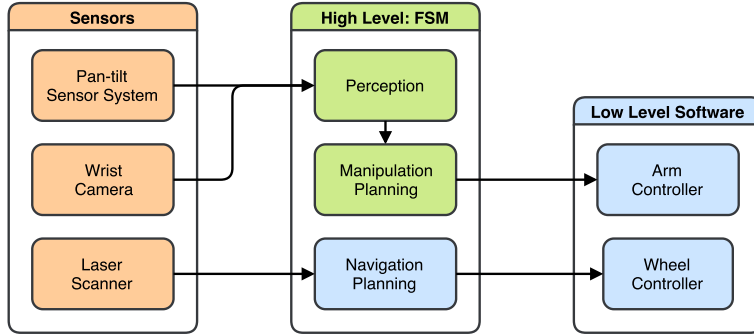 Sensors
Pan-tilt
Sensor System
Wrist
Camera
Laser
Scanner
High Level: FSM
Perception
Manipulation
Planning
Navigation
Planning
Low Level Software
Arm
Controller
Wheel
Controller